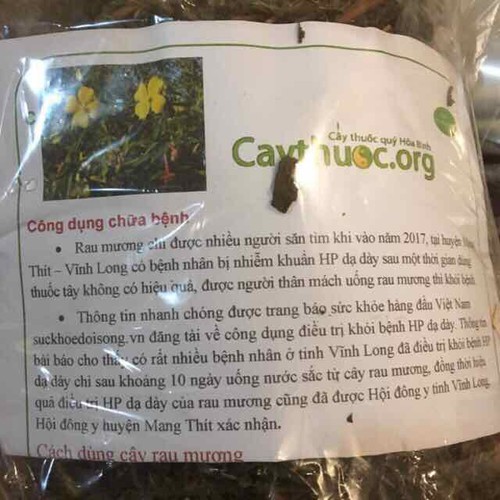 Cây thuốc quý Hòa Bình
Caythuoc.org
Công dụng chữa bệnh
• Rau mương chỉ được nhiều người săn tìm khi vào năm 2017, tại huyện Mang
Thít – Vĩnh Long có bệnh nhân bị nhiễm khuẩn HP dạ dày sau một thời gian dùng
thuốc tây không có hiệu quả, được người thân mách uống rau mương thì khỏi bệnh.
• Thông tin nhanh chóng được trang báo sức khỏe hàng đầu Việt Nam
suckhoedoisong.vn đăng tải về công dụng điều trị khỏi bệnh HP dạ dày. Thông tin
bài báo cho thấy có rất nhiều bệnh nhân ở tỉnh Vĩnh Long đã điều trị khỏi bệnh HP
dạ dày chỉ sau khoảng 10 ngày uống nước sắc từ cây rau mương, đồng thời hiệu
quả điều trị HP dạ dày của rau mương cũng đã được Hội đông y tỉnh Vĩnh Long,
Hội đông y huyện Mang Thít xác nhận.
Cách dùng cây rau mương